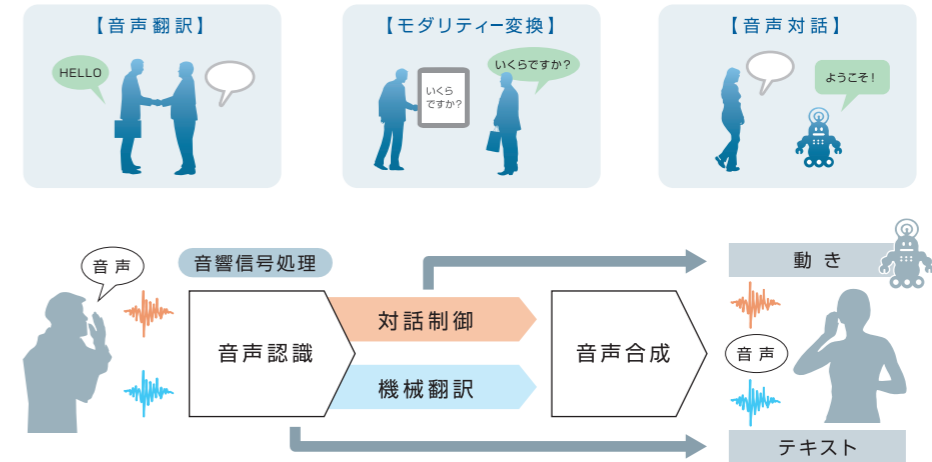 【音声翻訳】
HELLO
【モダリティー変換】
いくら
ですか?
いくらですか?
【音声対話】
ようこそ!
音声
音響信号処理
音声認識
対話制御
機械翻訳
音声合成
動き
音声
テキスト